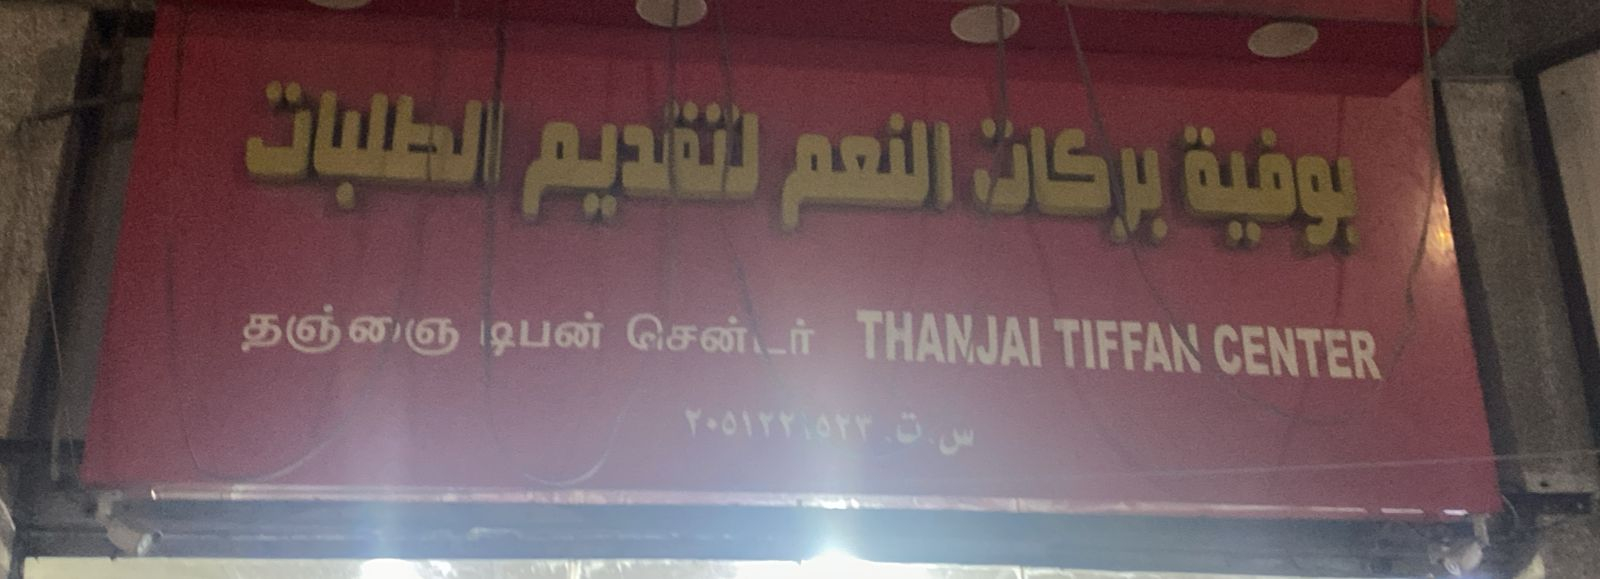 بوفية بركات النعم لتقديم الطلبات
தஞ்ஞை டிபன் சென்டர் THANJAI TIFFAN CENTER
س.ت. ٢٠٥١٢٢١٥٢٣